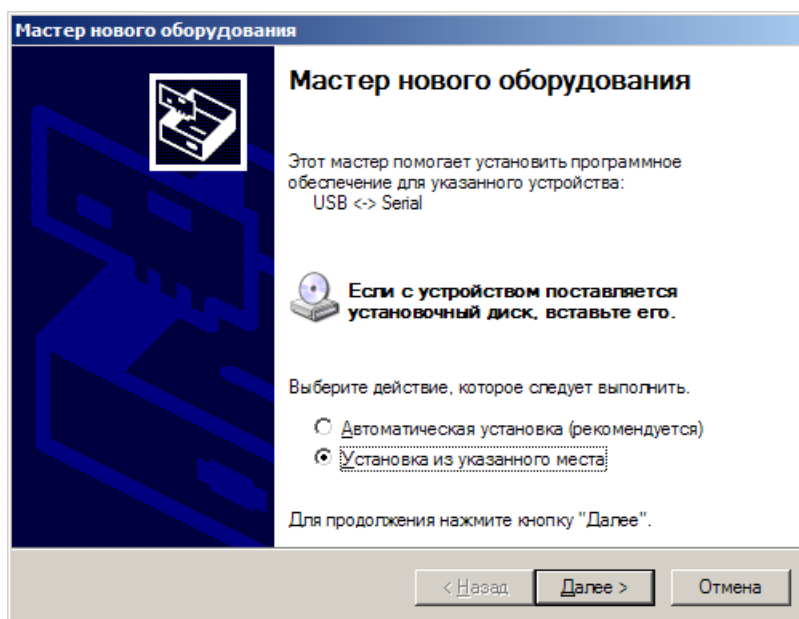 Мастер нового оборудования
Мастер нового оборудования
Этот мастер помогает установить программное
обеспечение для указанного устройства:
USB <-> Serial
Если с устройством поставляется
установочный диск, вставьте его.
Выберите действие, которое следует выполнить.
Автоматическая установка (рекомендуется)
Установка из указанного места
Для продолжения нажмите кнопку "Далее".
< Назад Далее > Отмена